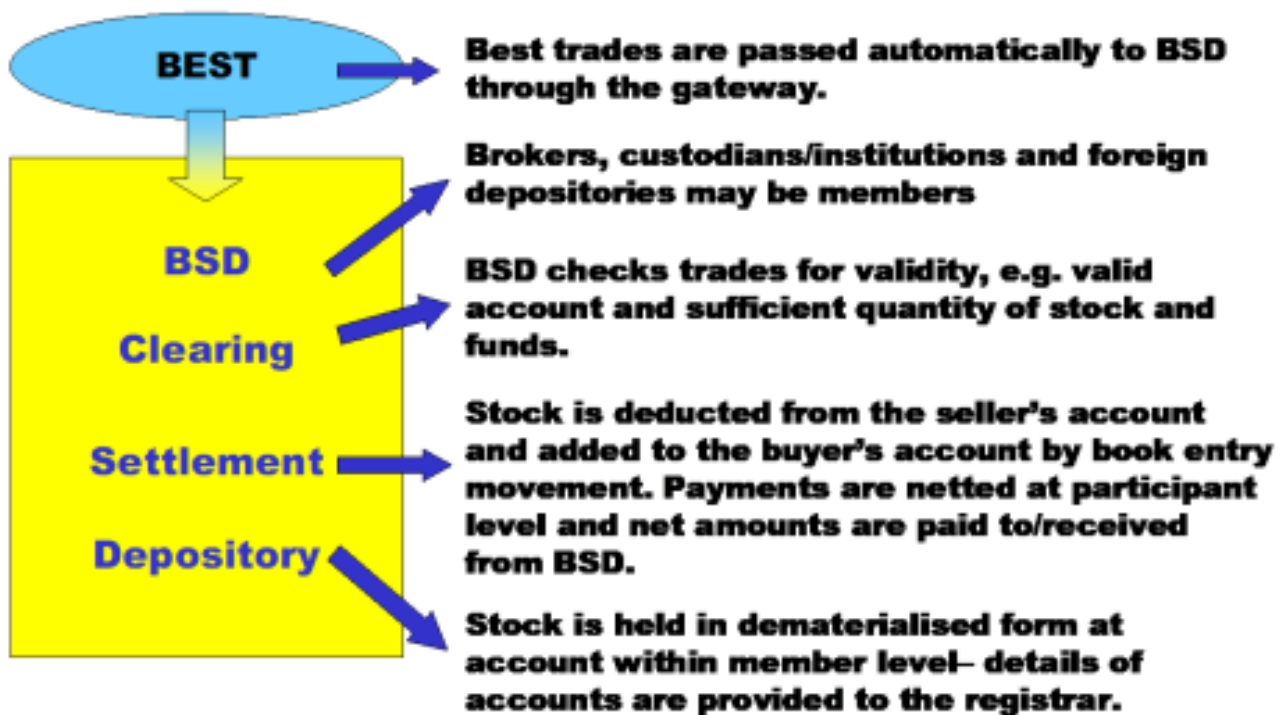 BEST
Best trades are passed automatically to BSD
through the gateway.
Brokers, custodians/institutions and foreign
depositories may be members
BSD
BSD checks trades for validity, e.g. valid
account and sufficient quantity of stock and
funds.
Clearing
Stock is deducted from the seller's account
and added to the buyer's account by book entry
movement. Payments are netted at participant
level and net amounts are paid to/received
from BSD.
Settlement
Depository
Stock is held in dematerialised form at
account within member level– details of
accounts are provided to the registrar.